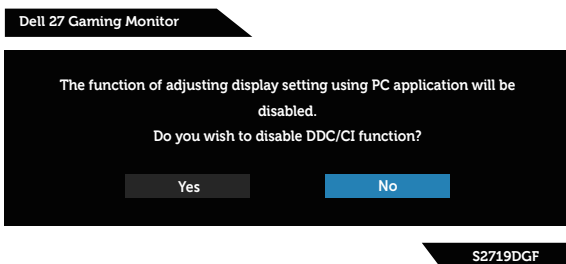 Dell 27 Gaming Monitor
The function of adjusting display setting using PC application will be
disabled.
Do you wish to disable DDC/CI function?
Yes
No
S2719DGF